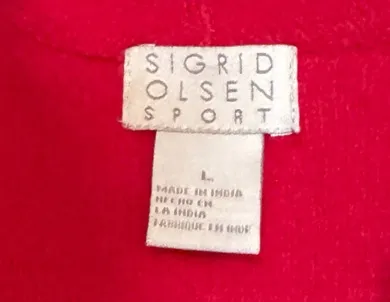 SIGRID
OLSEN
SPORT
L
MADE IN INDIA
HECHO EN
LA INDIA
FABRIQUE EN INDE